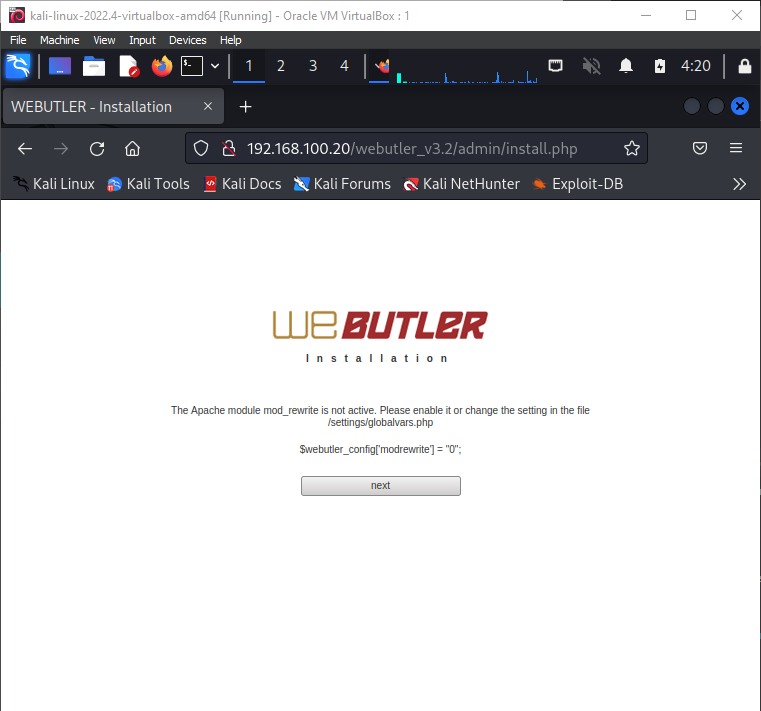 kali-linux-2022.4-virtualbox-amd64 [Running] - Oracle VM VirtualBox : 1
File Machine View Input Devices Help
1 2 3 4 4:20
WEBUTLER - Installation
192.168.100.20/webutler_v3.2/admin/install.php
Kali Linux Kali Tools Kali Docs Kali Forums Kali NetHunter Exploit-DB
WEBUTLER
Installation
The Apache module mod_rewrite is not active. Please enable it or change the setting in the file
/settings/globalvars.php
$webutler_config['modrewrite'] = "0";
next